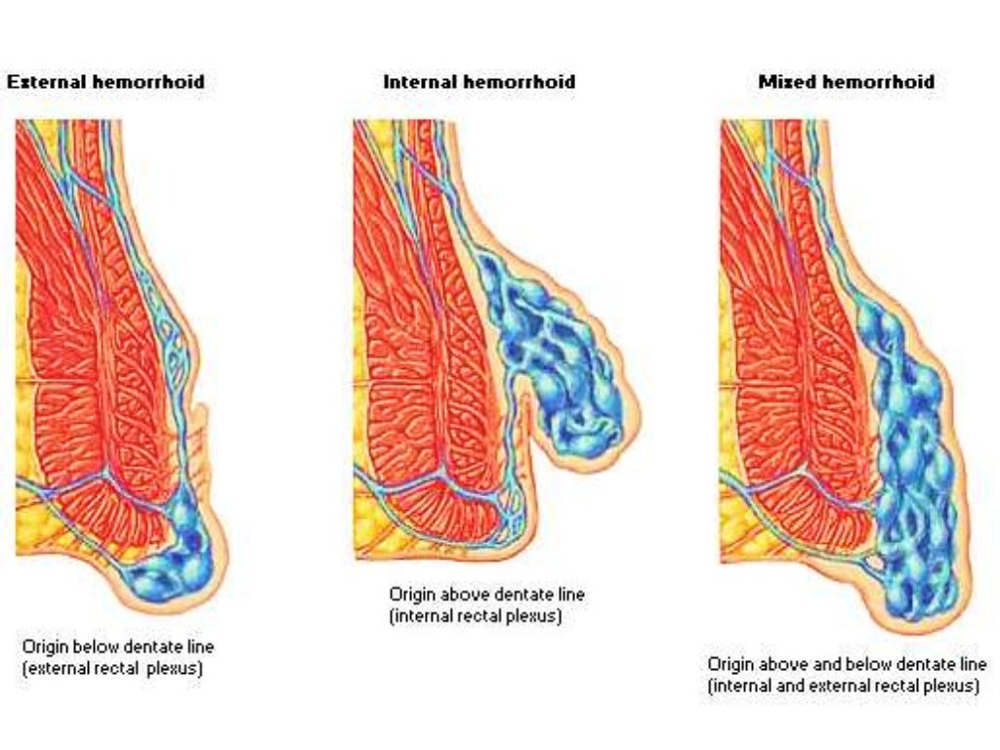 External hemorrhoid
Internal hemorrhoid
Mized hemorrhoid
Origin above dentate line
(internal rectal plexus)
Origin below dentate line
(external rectal plexus)
Origin above and below dentate line
(internal and external rectal plexus)